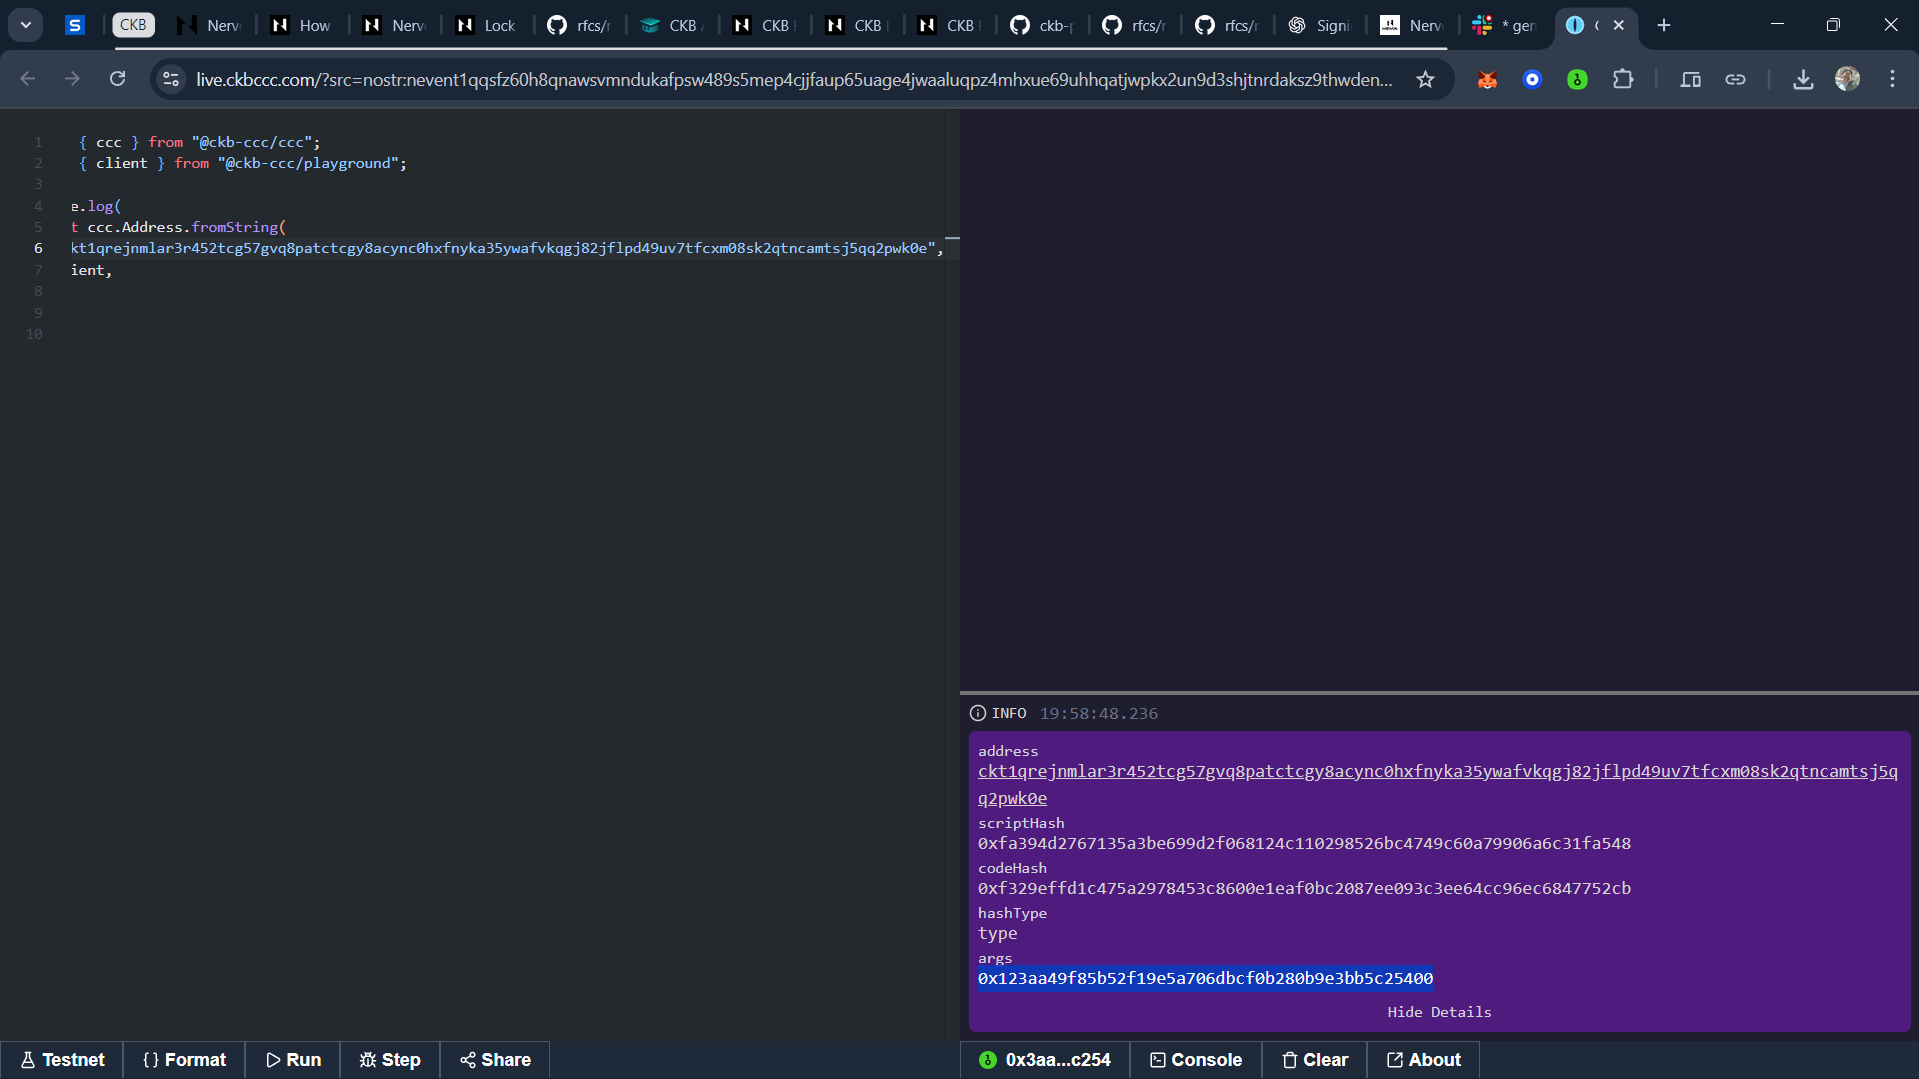 CKB
Nerv
How
Nerv
Lock
rfcs/r
CKB
CKB
CKB
CKB
ckb-p
rfcs/r
rfcs/r
Signi
Nerv
* gen
live.ckbccc.com/?src=nostr:nevent1qqsfz60h8qnawsvmndukafpsw489s5mep4cjjfaup65uage4jwaaluqpz4mhxue69uhhqatjwpkx2un9d3shjtnrdaksz9thwden...
1 { ccc } from "@ckb-ccc/ccc";
2 { client } from "@ckb-ccc/playground";
3
4 e.log(
5 t ccc.Address.fromString(
6 kt1qrejnmlar3r452tcg57gvq8patctcgy8acync0hxfnyka35ywafvkqgj82jflpd49uv7tfcxm08sk2qtncamtsj5qq2pwk0e",
7 ient,
8
9
10
INFO 19:58:48.236
address
ckt1qrejnmlar3r452tcg57gvq8patctcgy8acync0hxfnyka35ywafvkqgj82jflpd49uv7tfcxm08sk2qtncamtsj5q
q2pwk0e
scriptHash
0xfa394d2767135a3be699d2f068124c110298526bc4749c60a79906a6c31fa548
codeHash
0xf329effd1c475a2978453c8600e1eaf0bc2087ee093c3ee64cc96ec6847752cb
hashType
type
args
0x123aa49f85b52f19e5a706dbcf0b280b9e3bb5c25400
Hide Details
Testnet
{} Format
Run
Step
Share
0x3aa...c254
Console
Clear
About